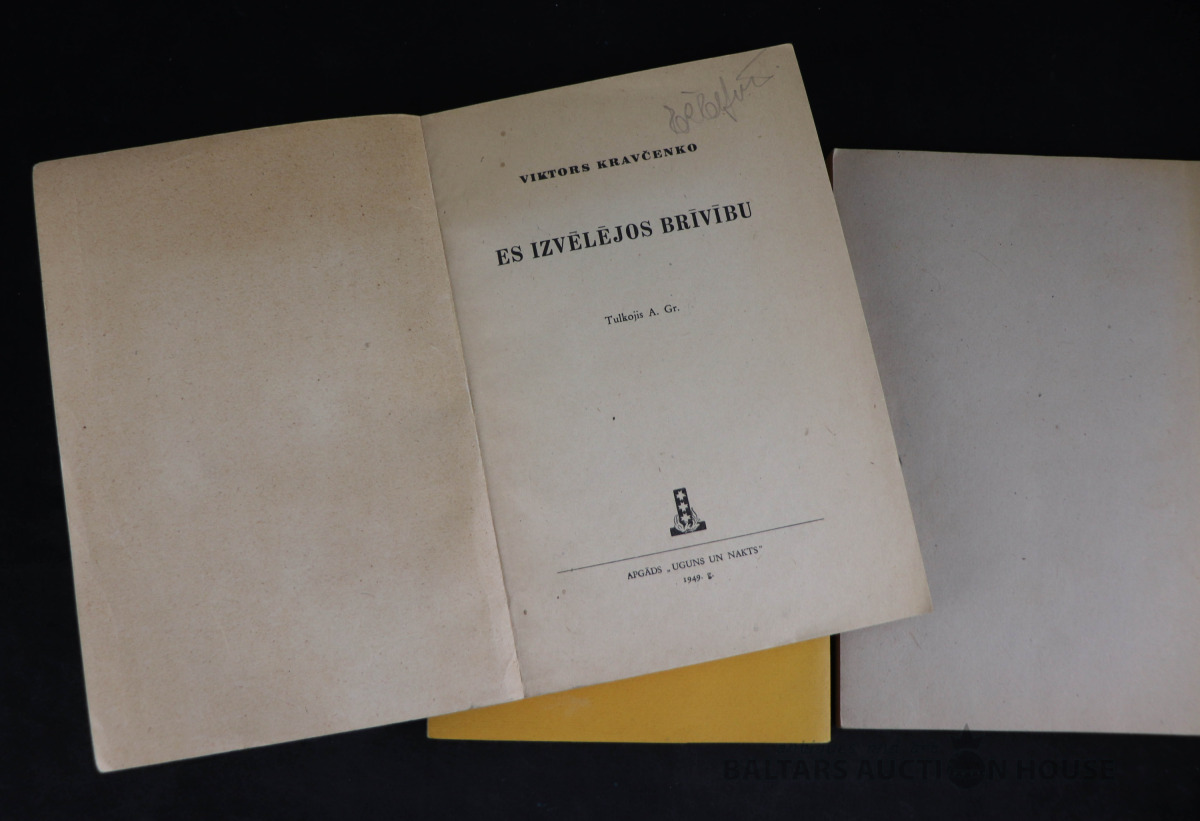 VIKTORS KRAVČENKO
ES IZVĒLĒJOS BRĪVĪBU
Tulkojis A. Gr.
APGĀDS „UGUNS UN NAKTS”
1949. g.
BALTARS AUCTION HOUSE